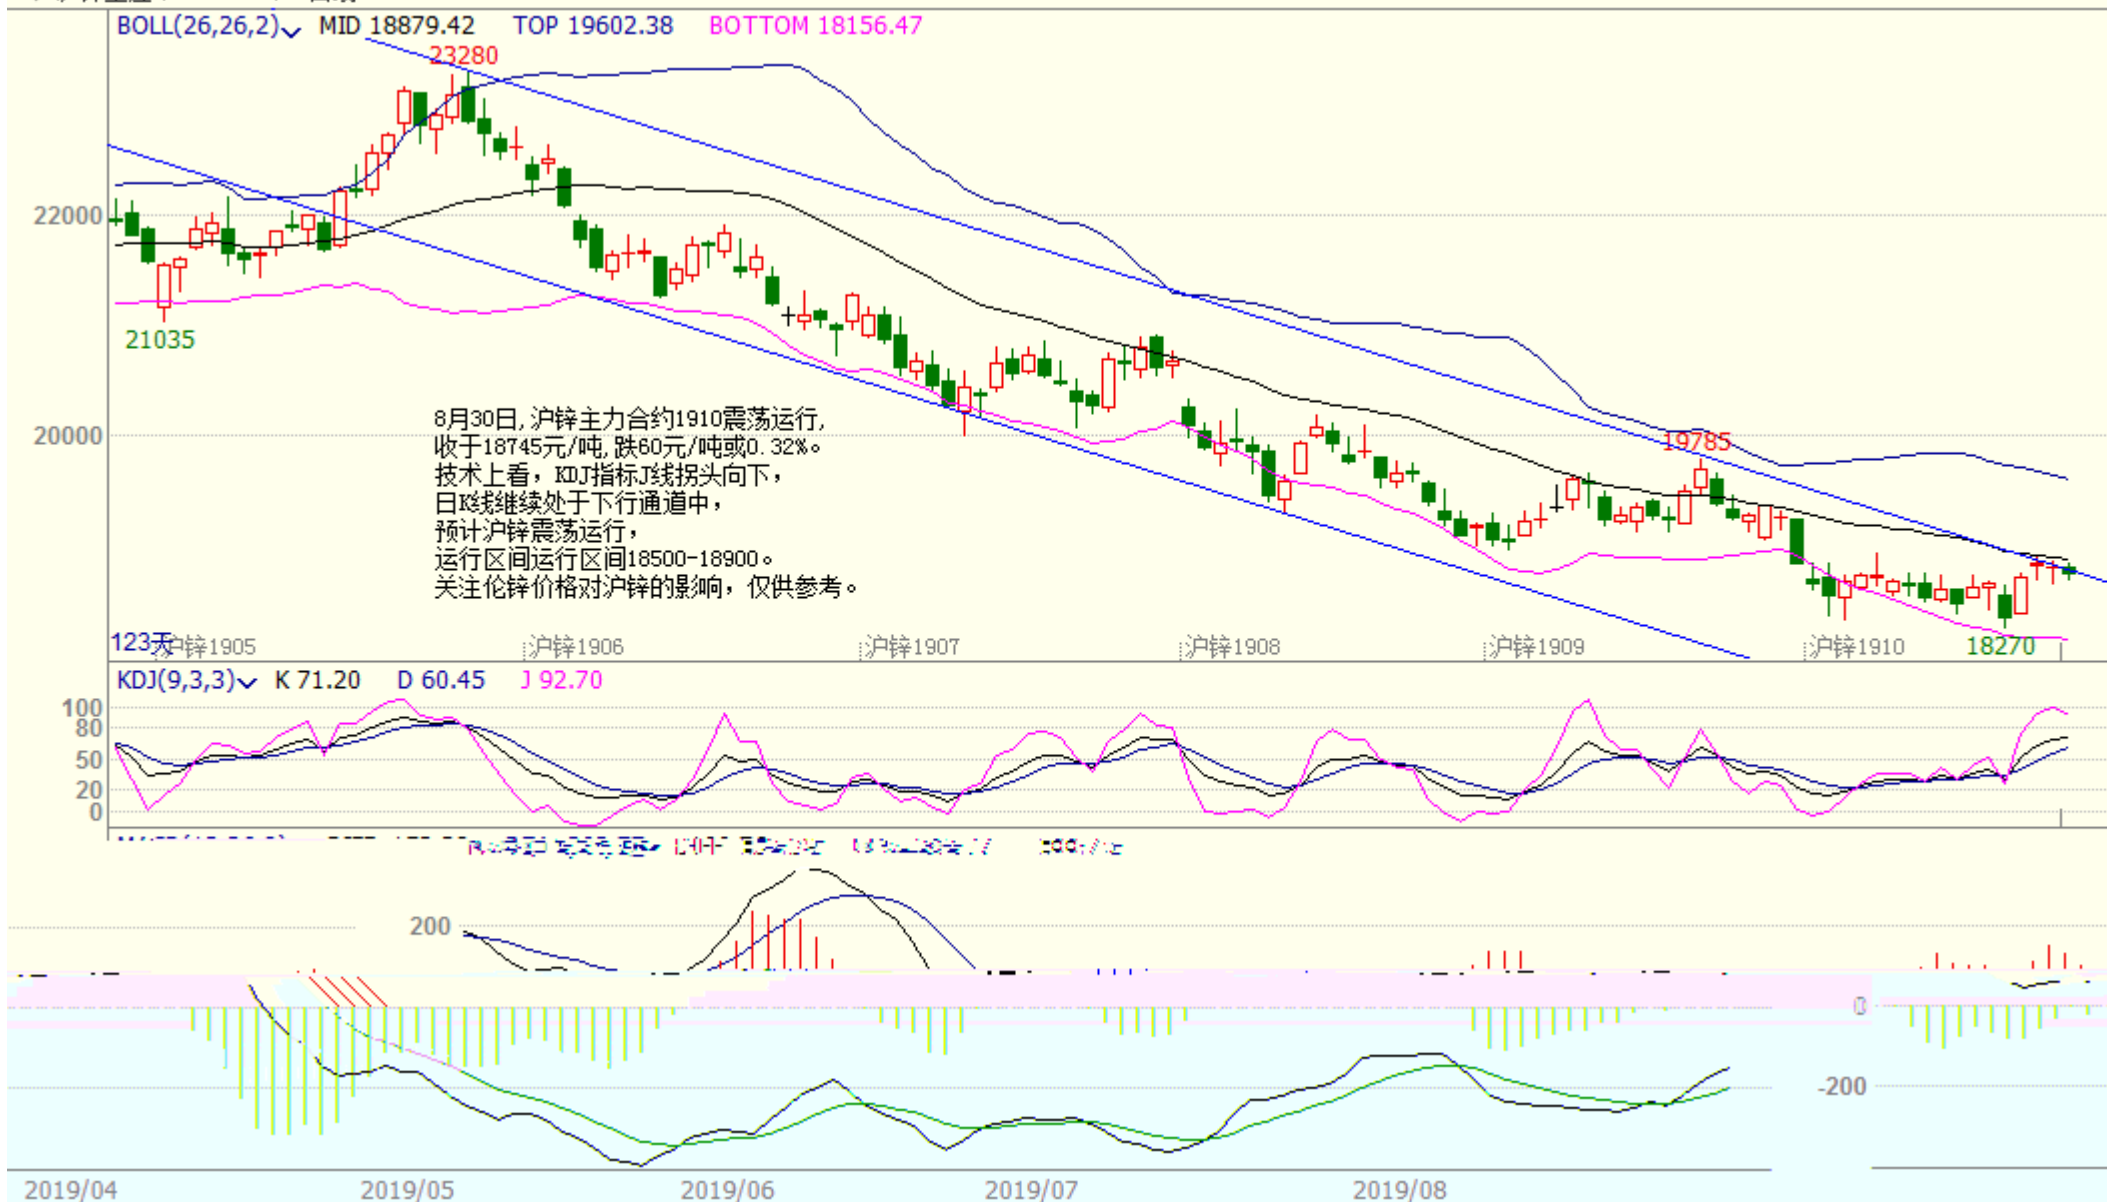 BOLL(26,26,2) MID 18879.42 TOP 19602.38 BOTTOM 18156.47
23280
22000
21035
20000
19785
8月30日,沪锌主力合约1910震荡运行,
收于18745元/吨,跌60元/吨或0.32%。
技术上看，KDJ指标J线拐头向下，
日K线继续处于下行通道中，
预计沪锌震荡运行，
运行区间运行区间18500-18900。
关注伦锌价格对沪锌的影响，仅供参考。
123天 沪锌1905 沪锌1906 沪锌1907 沪锌1908 沪锌1909 沪锌1910 18270
KDJ(9,3,3) K 71.20 D 60.45 J 92.70
100
80
50
20
0
200
0
-200
2019/04 2019/05 2019/06 2019/07 2019/08